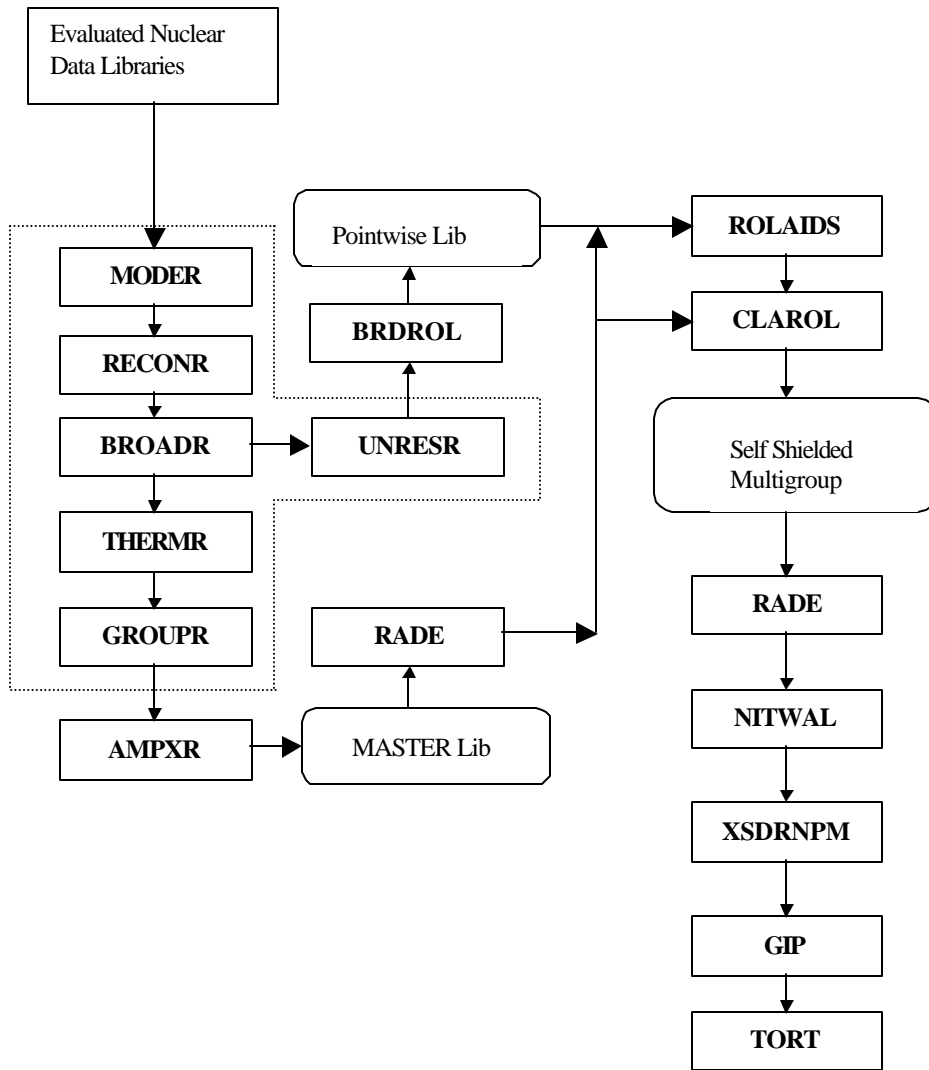 Evaluated Nuclear
Data Libraries
MODER
RECONR
BROADR
THERMR
GROUPR
AMPXR
Pointwise Lib
BRDROL
UNRESR
RADE
MASTER Lib
ROLAIDS
CLAROL
Self Shielded
Multigroup
RADE
NITWAL
XSDRNPM
GIP
TORT